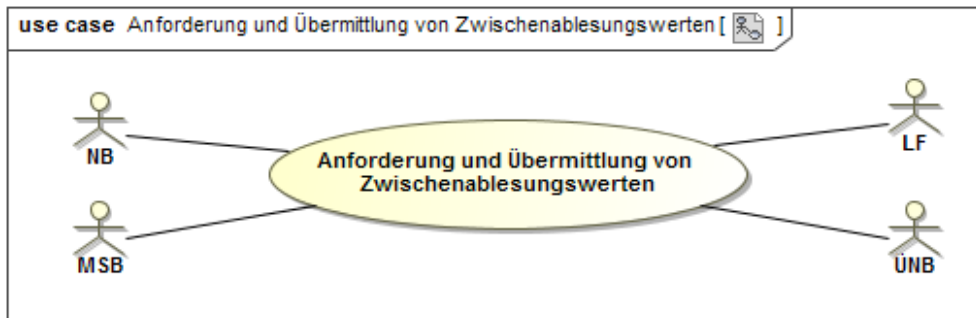 use case Anforderung und Übermittlung von Zwischenablesungswerten [ ]
NB
LF
Anforderung und Übermittlung von
Zwischenablesungswerten
MSB
ÜNB